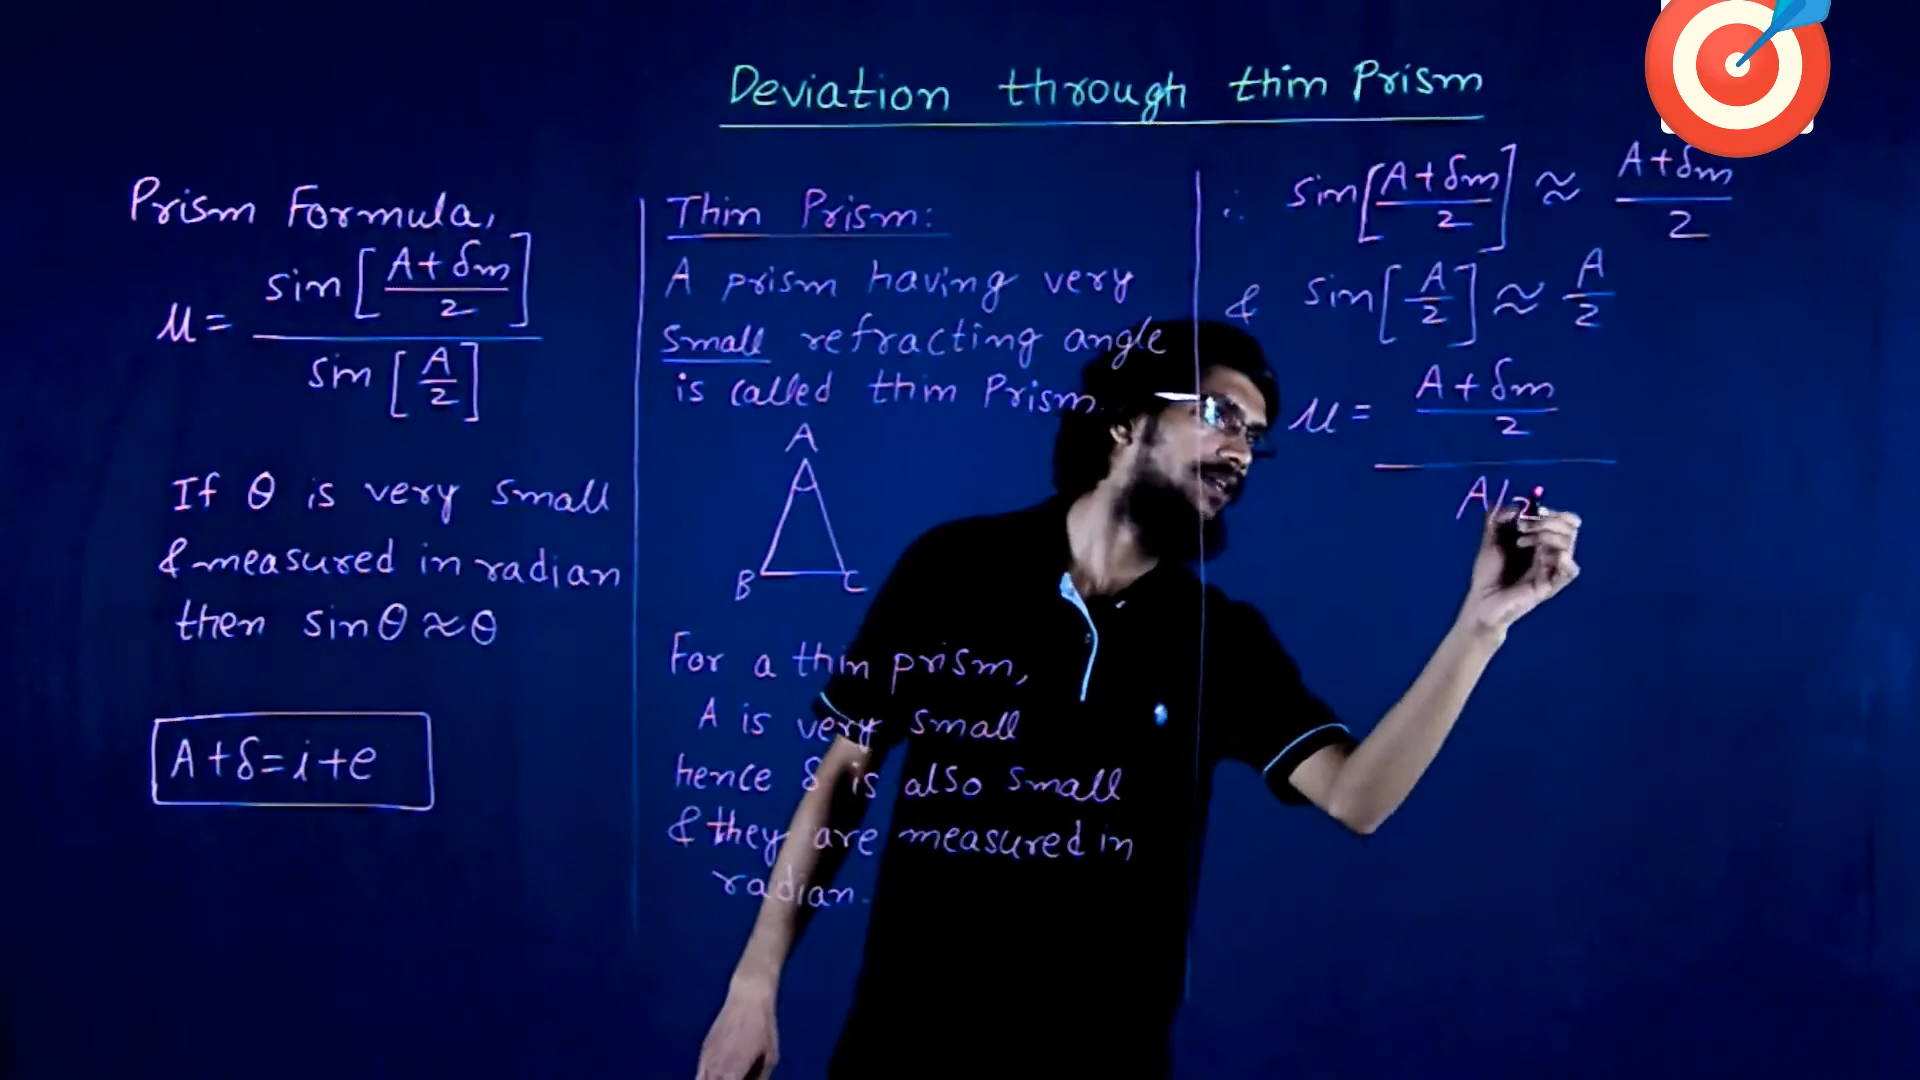 Deviation through thin Prism
Prism Formula,
μ = sin[(A+δm)/2] / sin[A/2]
If θ is very small
& measured in radian
then sinθ ≈ θ
A+δ=i+e
Thin Prism:
A prism having very
small refracting angle
is called thin Prism.
A
A
B C
For a thin prism,
A is very small
hence δ is also small
& they are measured in
radian.
∴ sin[(A+δm)/2] ≈ (A+δm)/2
& sin[A/2] ≈ A/2
μ = ((A+δm)/2) / (A/2)